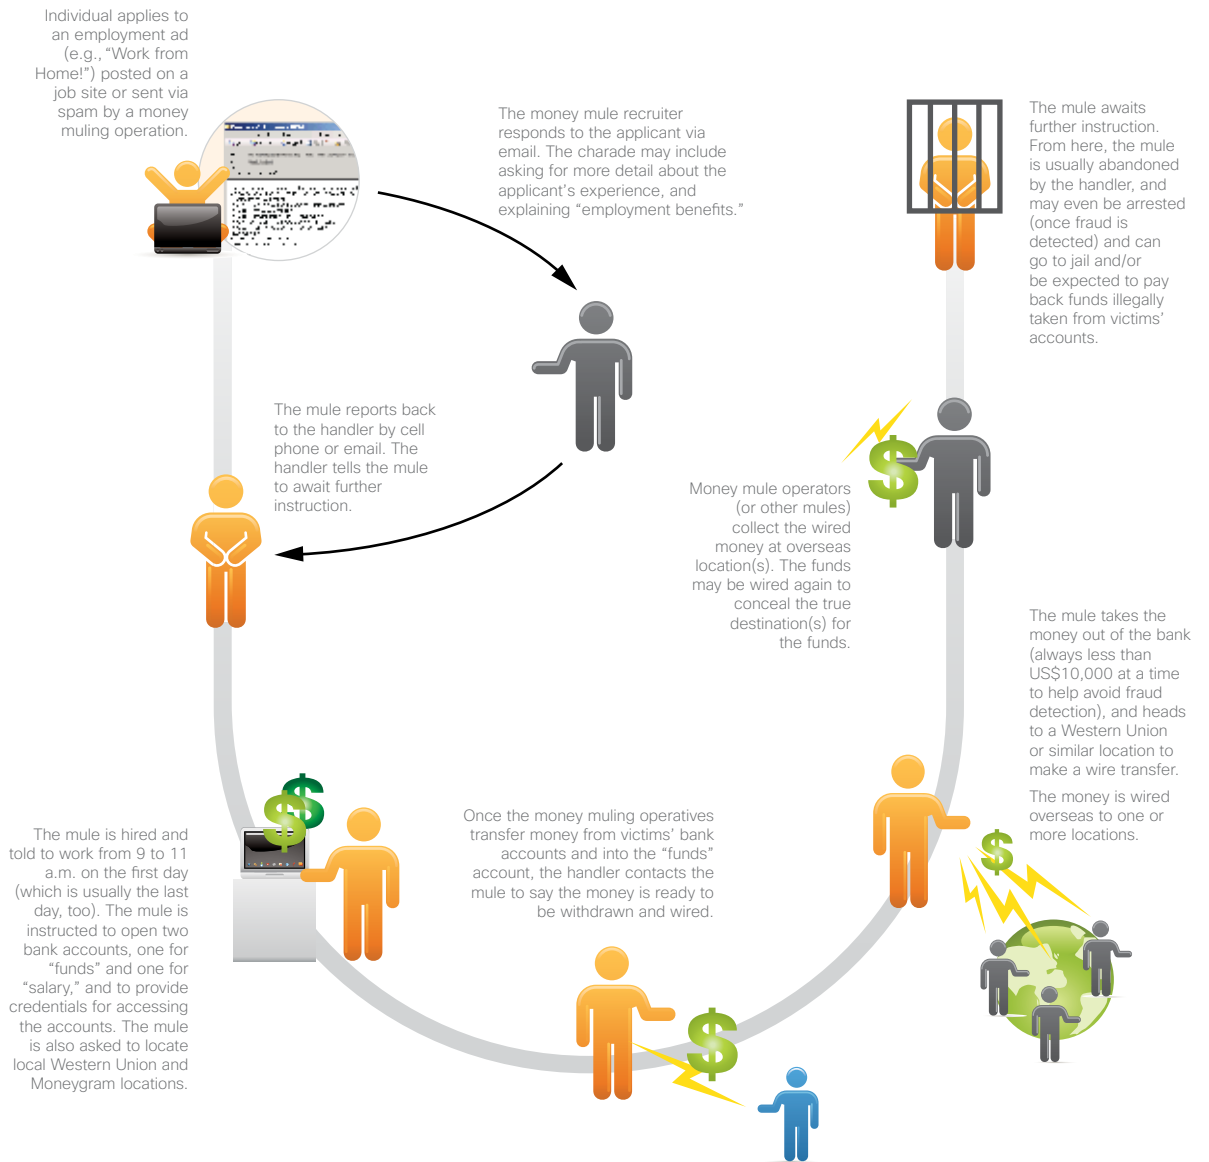 Individual applies to
an employment ad
(e.g., “Work from
Home!”) posted on a
job site or sent via
spam by a money
muling operation.
The money mule recruiter
responds to the applicant via
email. The charade may include
asking for more detail about the
applicant’s experience, and
explaining “employment benefits.”
The mule reports back
to the handler by cell
phone or email. The
handler tells the mule
to await further
instruction.
The mule is hired and
told to work from 9 to 11
a.m. on the first day
(which is usually the last
day, too). The mule is
instructed to open two
bank accounts, one for
“funds” and one for
“salary,” and to provide
credentials for accessing
the accounts. The mule
is also asked to locate
local Western Union and
Moneygram locations.
Once the money muling operatives
transfer money from victims’ bank
accounts and into the “funds”
account, the handler contacts the
mule to say the money is ready to
be withdrawn and wired.
The mule takes the
money out of the bank
(always less than
US$10,000 at a time
to help avoid fraud
detection), and heads
to a Western Union
or similar location to
make a wire transfer.
The money is wired
overseas to one or
more locations.
Money mule operators
(or other mules)
collect the wired
money at overseas
location(s). The funds
may be wired again to
conceal the true
destination(s) for
the funds.
The mule awaits
further instruction.
From here, the mule
is usually abandoned
by the handler, and
may even be arrested
(once fraud is
detected) and can
go to jail and/or
be expected to pay
back funds illegally
taken from victims’
accounts.
$
$
$
$
$